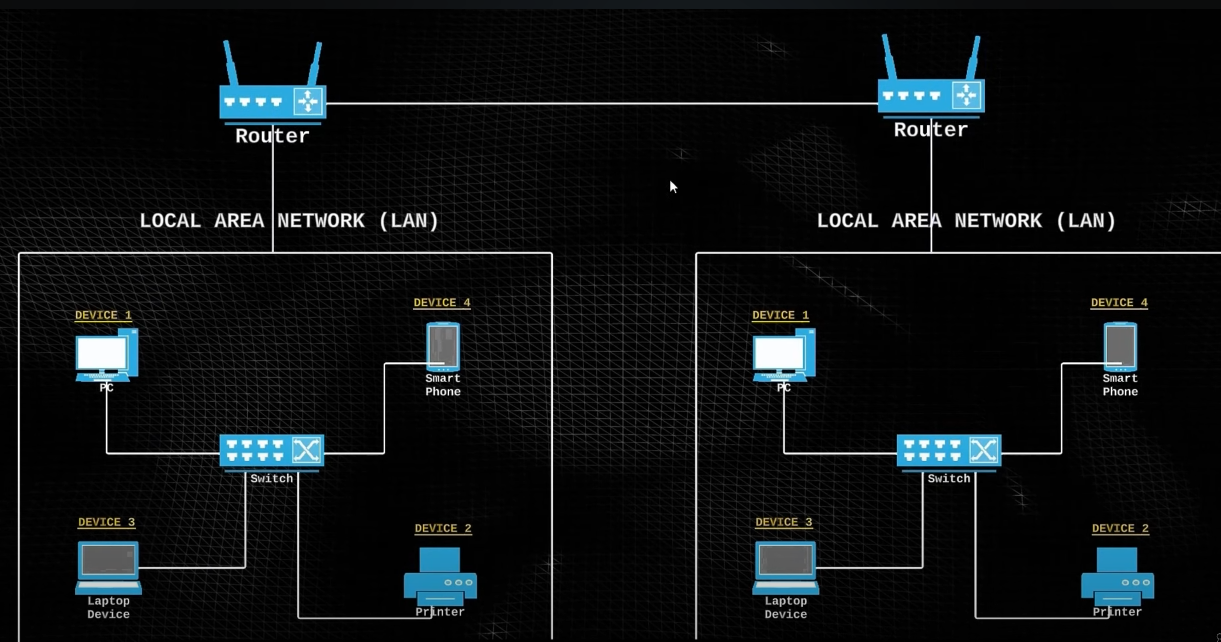 Router
Router
LOCAL AREA NETWORK (LAN)
LOCAL AREA NETWORK (LAN)
DEVICE 1
PC
DEVICE 4
Smart
Phone
Switch
DEVICE 3
Laptop
Device
DEVICE 2
Printer
DEVICE 1
PC
DEVICE 4
Smart
Phone
Switch
DEVICE 3
Laptop
Device
DEVICE 2
Printer